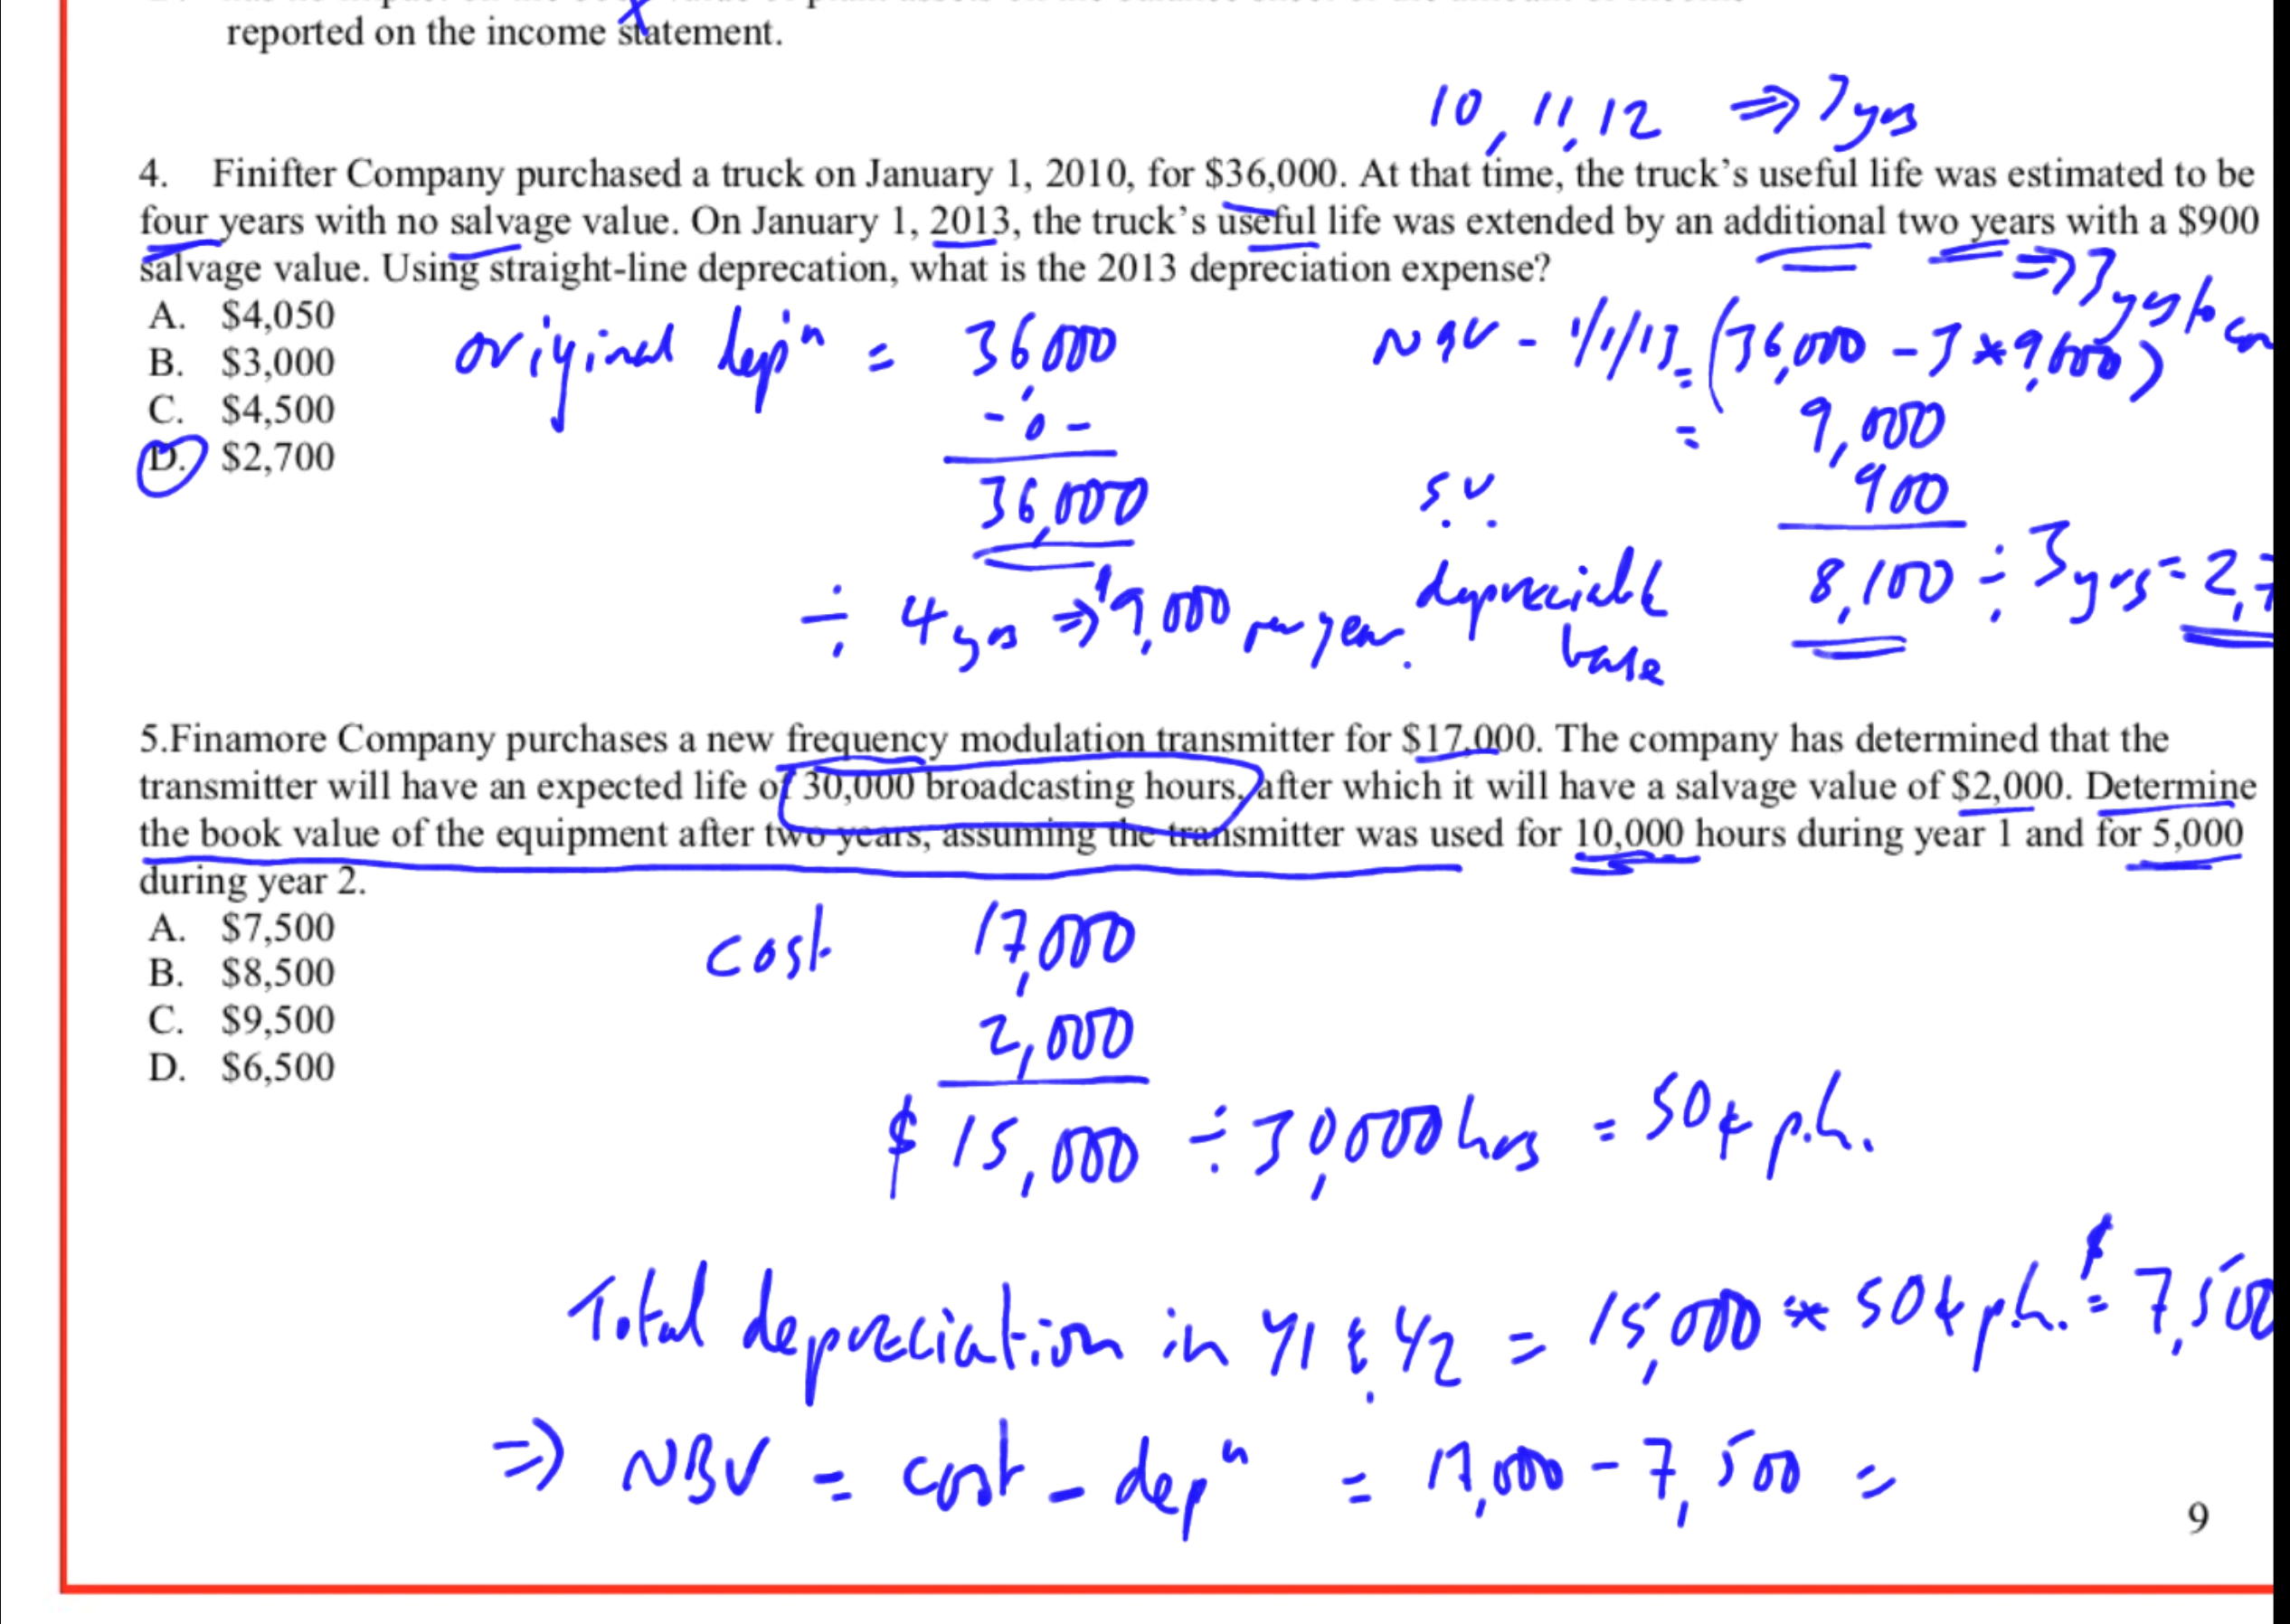 reported on the income statement.
10, 11, 12 ⇒ 3 yrs
4. Finifter Company purchased a truck on January 1, 2010, for $36,000. At that time, the truck's useful life was estimated to be
four years with no salvage value. On January 1, 2013, the truck's useful life was extended by an additional two years with a $900
salvage value. Using straight-line deprecation, what is the 2013 depreciation expense?
⇒ 3 yrs to
A. $4,050
B. $3,000
C. $4,500
D. $2,700
original dep'n = 36,000
- 0 -
36,000
÷ 4 yrs ⇒ $9,000 per year.
NBV - 1/1/13 = (36,000 - 3 * 9,000)
= 9,000
S.V. 900
depreciable base 8,100 ÷ 3 yrs = 2,7
5.Finamore Company purchases a new frequency modulation transmitter for $17,000. The company has determined that the
transmitter will have an expected life of 30,000 broadcasting hours, after which it will have a salvage value of $2,000. Determine
the book value of the equipment after two years, assuming the transmitter was used for 10,000 hours during year 1 and for 5,000
during year 2.
A. $7,500
B. $8,500
C. $9,500
D. $6,500
cost 17,000
2,000
$ 15,000 ÷ 30,000 hrs = 50¢ p.h.
Total depreciation in Y1 & Y2 = 15,000 * 50¢ p.h. = $7,500
⇒ NBV = cost - depn = 17,000 - 7,500 =
9